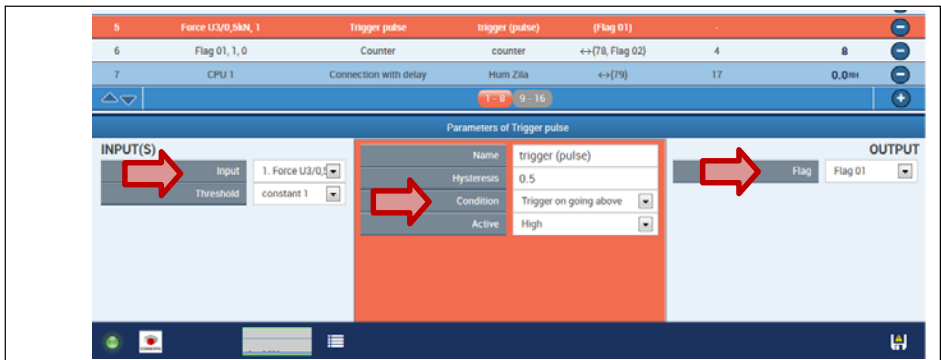 5 Force U3/0,5kN, 1 Trigger pulse trigger (pulse) (Flag 01) -
6 Flag 01, 1, 0 Counter counter ↔{78, Flag 02} 4 8
7 CPU 1 Connection with delay Hum Zila ↔{79} 17 0.0
1 - 8 9 - 16
Parameters of Trigger pulse
INPUT(S) OUTPUT
Input 1. Force U3/0,5 Name trigger (pulse) Flag Flag 01
Threshold constant 1 Hysteresis 0.5
Condition Trigger on going above
Active High